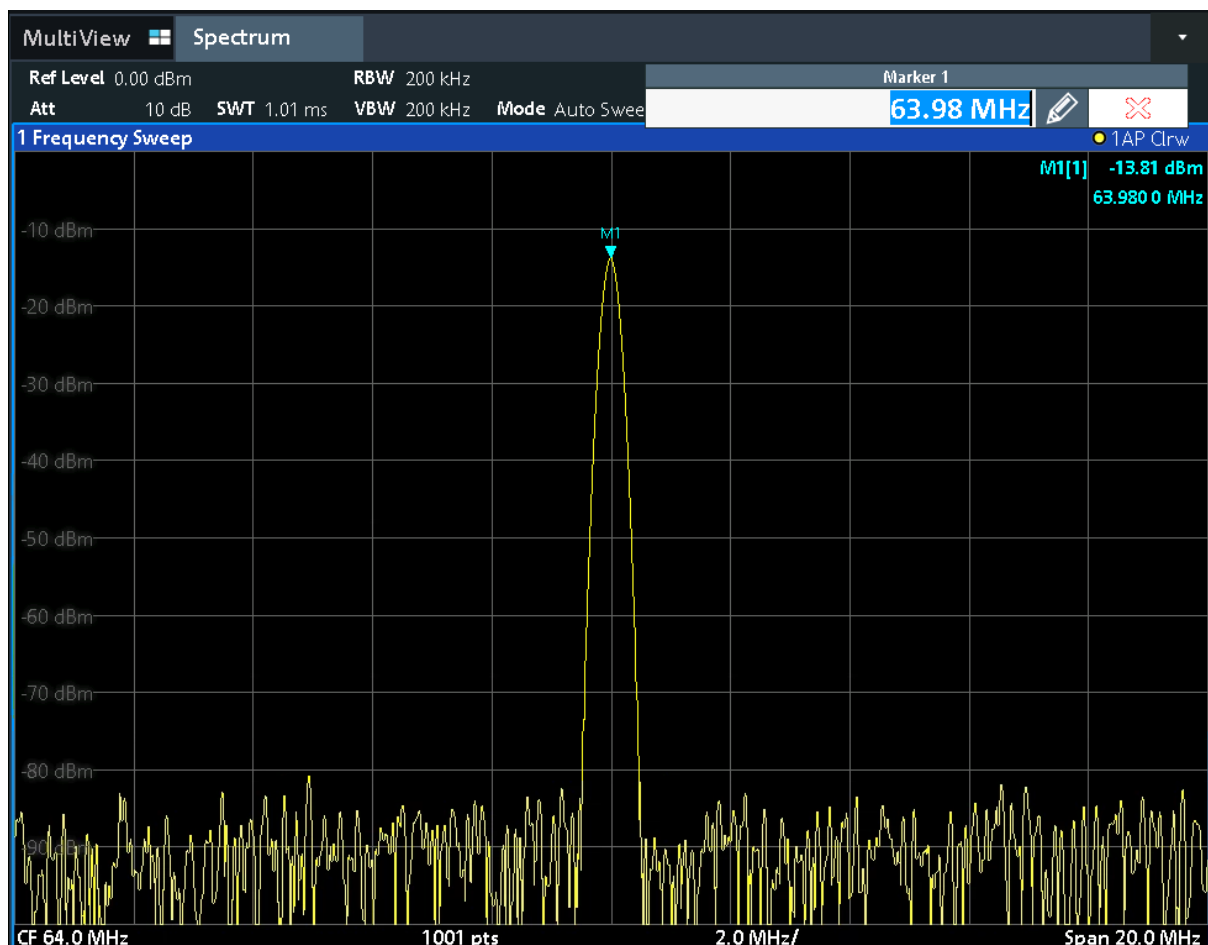 MultiView Spectrum
Ref Level 0.00 dBm RBW 200 kHz Marker 1
Att 10 dB SWT 1.01 ms VBW 200 kHz Mode Auto Swee 63.98 MHz
1 Frequency Sweep 1AP Clrw
M1[1] -13.81 dBm
63.980 0 MHz
-10 dBm
M1
-20 dBm
-30 dBm
-40 dBm
-50 dBm
-60 dBm
-70 dBm
-80 dBm
-90 dBm
CF 64.0 MHz 1001 pts 2.0 MHz/ Span 20.0 MHz